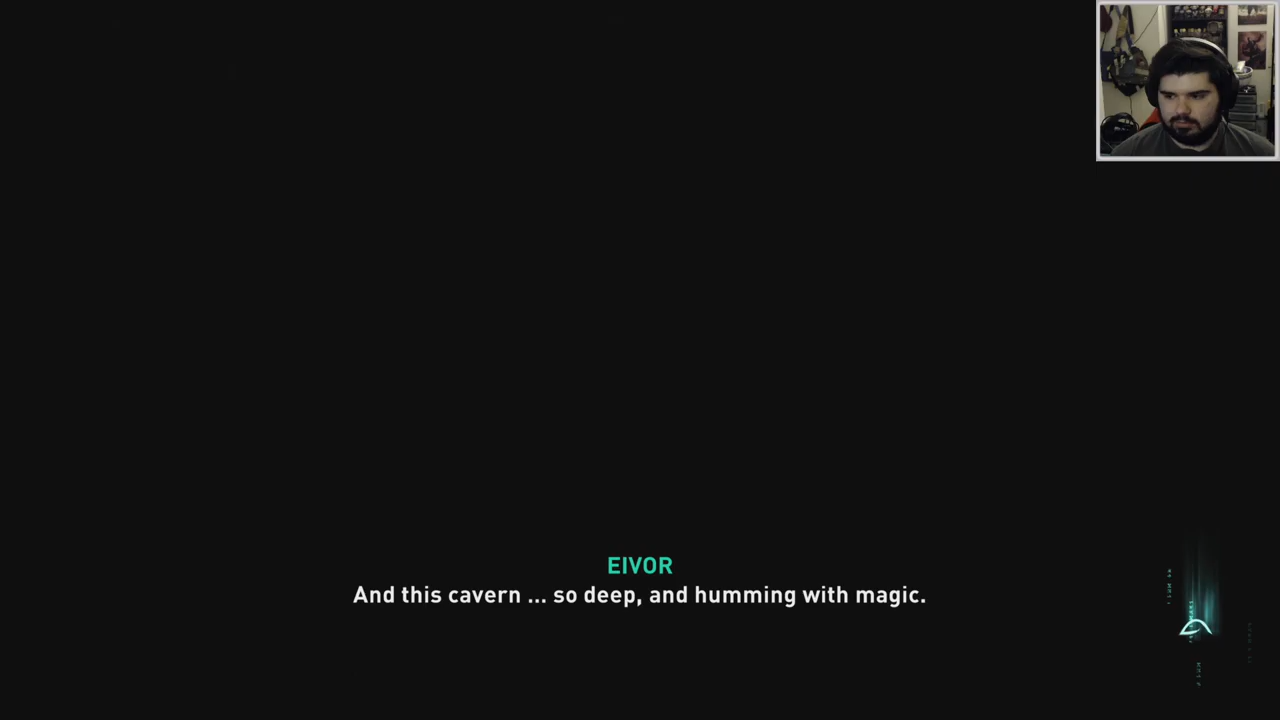 EIVOR
And this cavern ... so deep, and humming with magic.